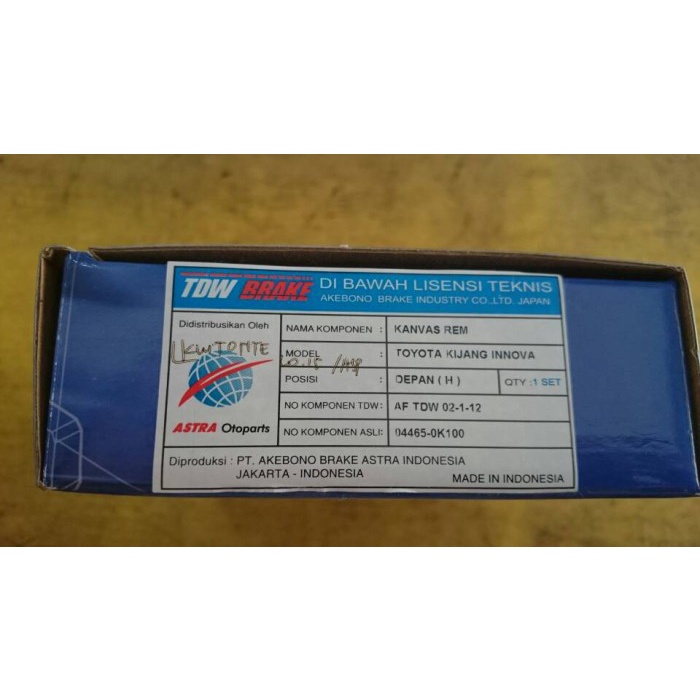 TDW BRAKE DI BAWAH LISENSI TEKNIS
AKEBONO BRAKE INDUSTRY CO.,LTD. JAPAN
Didistribusikan Oleh
ASTRA Otoparts
NAMA KOMPONEN : KANVAS REM
MODEL : TOYOTA KIJANG INNOVA
POSISI : DEPAN ( H ) QTY : 1 SET
NO KOMPONEN TDW: AF TDW 02-1-12
NO KOMPONEN ASLI: 04465-0K100
Diproduksi : PT. AKEBONO BRAKE ASTRA INDONESIA
JAKARTA - INDONESIA MADE IN INDONESIA